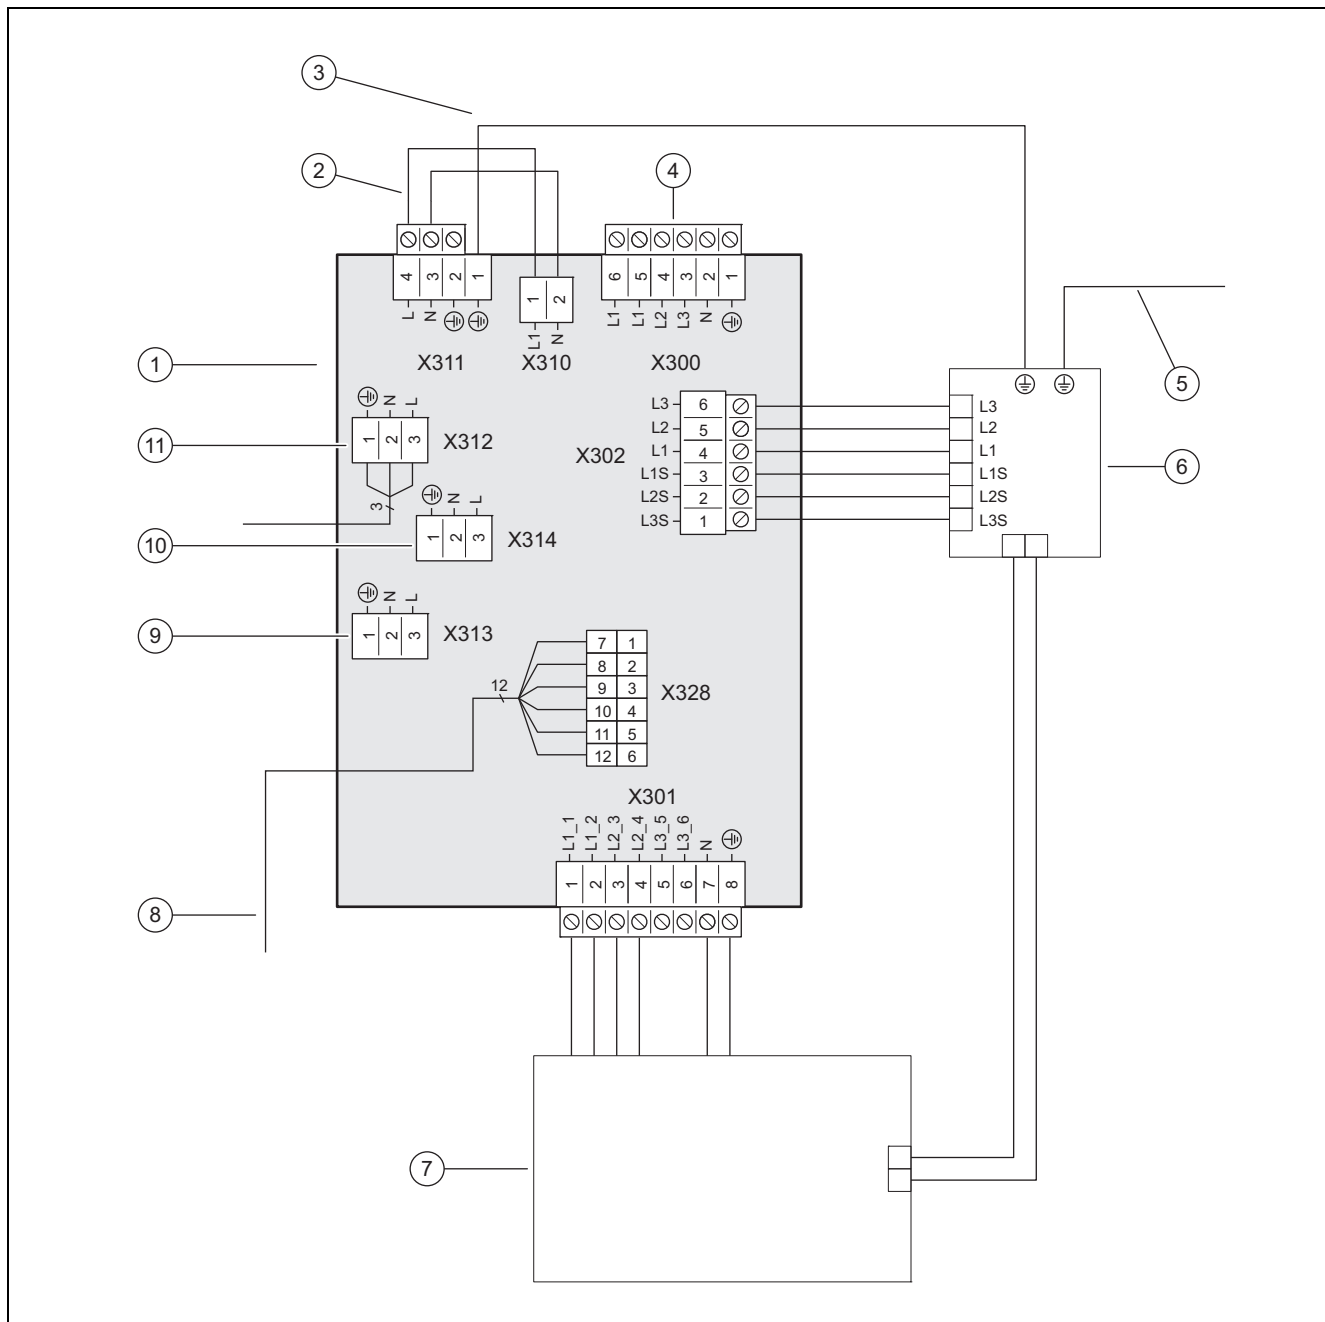 3
2
4
4 3 2 1
L N
X311
1 2
L1 N
X310
6 5 4 3 2 1
L1 L1 L2 L3 N
X300
1
5
N L
1 2 3
X312
11
3
L3 6
L2 5
L1 4
L1S 3
L2S 2
L3S 1
X302
L3
L2
L1
L1S
L2S
L3S
6
N L
1 2 3
X314
10
N L
1 2 3
X313
9
7 1
8 2
9 3
10 4
11 5
12 6
X328
12
X301
L1_1 L1_2 L2_3 L2_4 L3_5 L3_6 N
1 2 3 4 5 6 7 8
8
7